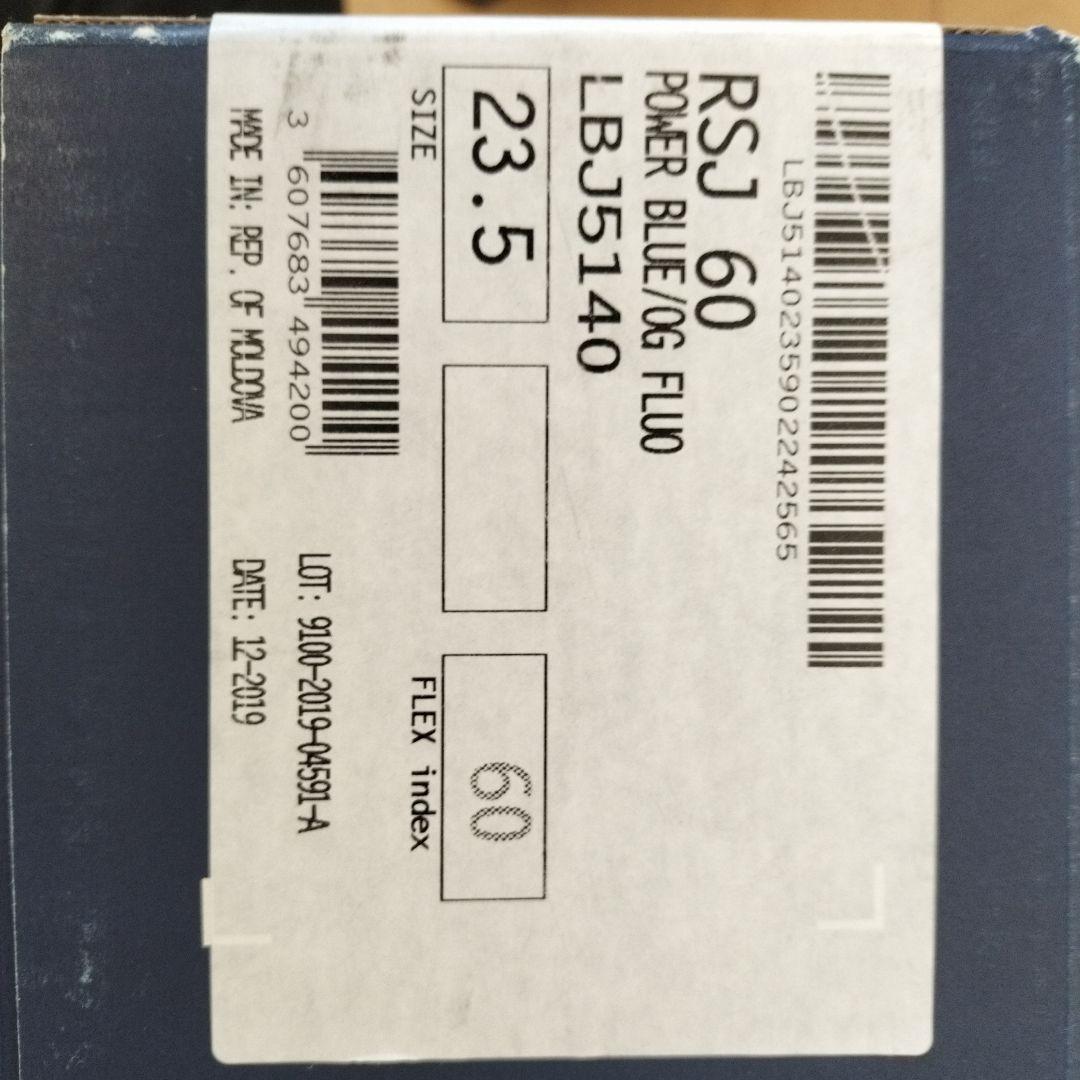 LBJ5140235902242565
RSJ 60
POWER BLUE/OG FLUO
LBJ5140
23.5
60
SIZE
FLEX index
3 607683 494200
LOT: 9100-2019-04591-A
MADE IN: REP. OF MOLDOVA
DATE: 12-2019